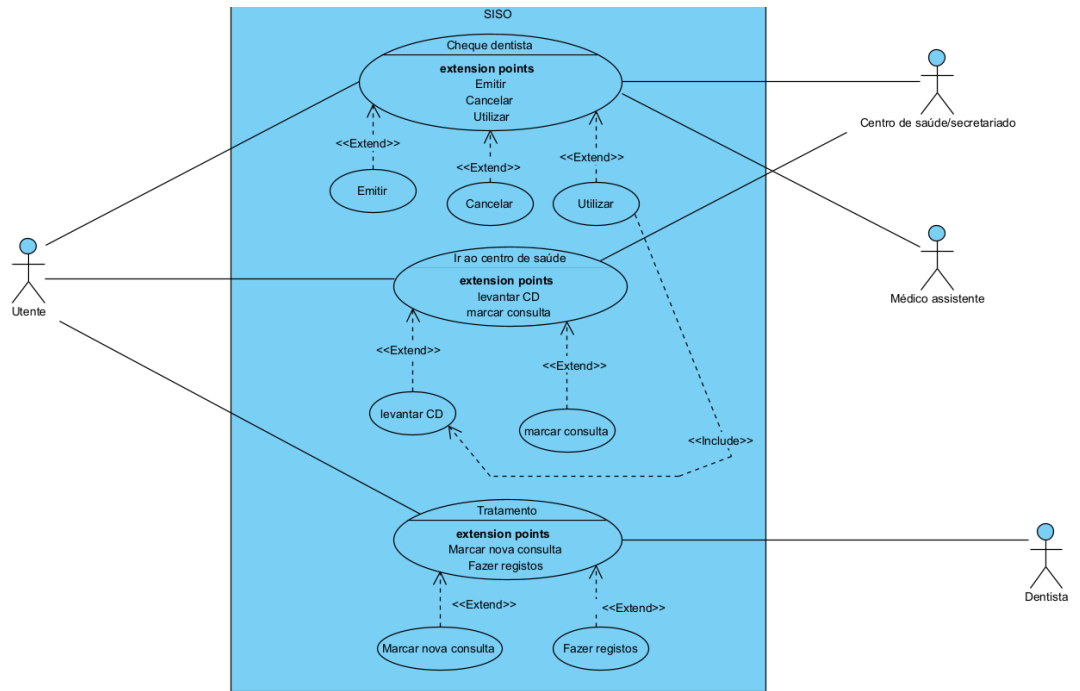 SISO
Cheque dentista
extension points
Emitir
Cancelar
Utilizar
<<Extend>>
<<Extend>>
<<Extend>>
Emitir
Cancelar
Utilizar
Centro de saúde/secretariado
Médico assistente
Utente
Ir ao centro de saúde
extension points
levantar CD
marcar consulta
<<Extend>>
<<Extend>>
levantar CD
marcar consulta
<<Include>>
Tratamento
extension points
Marcar nova consulta
Fazer registos
Dentista
<<Extend>>
<<Extend>>
Marcar nova consulta
Fazer registos